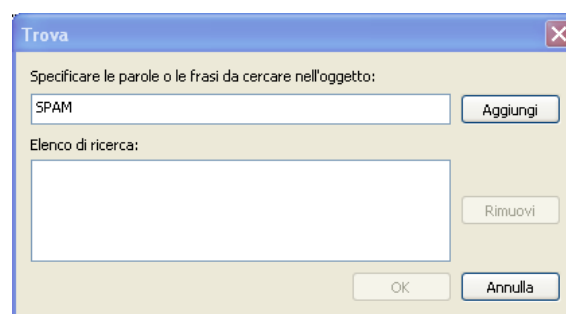 Trova
Specificare le parole o le frasi da cercare nell'oggetto:
SPAM
Aggiungi
Elenco di ricerca:
Rimuovi
OK
Annulla